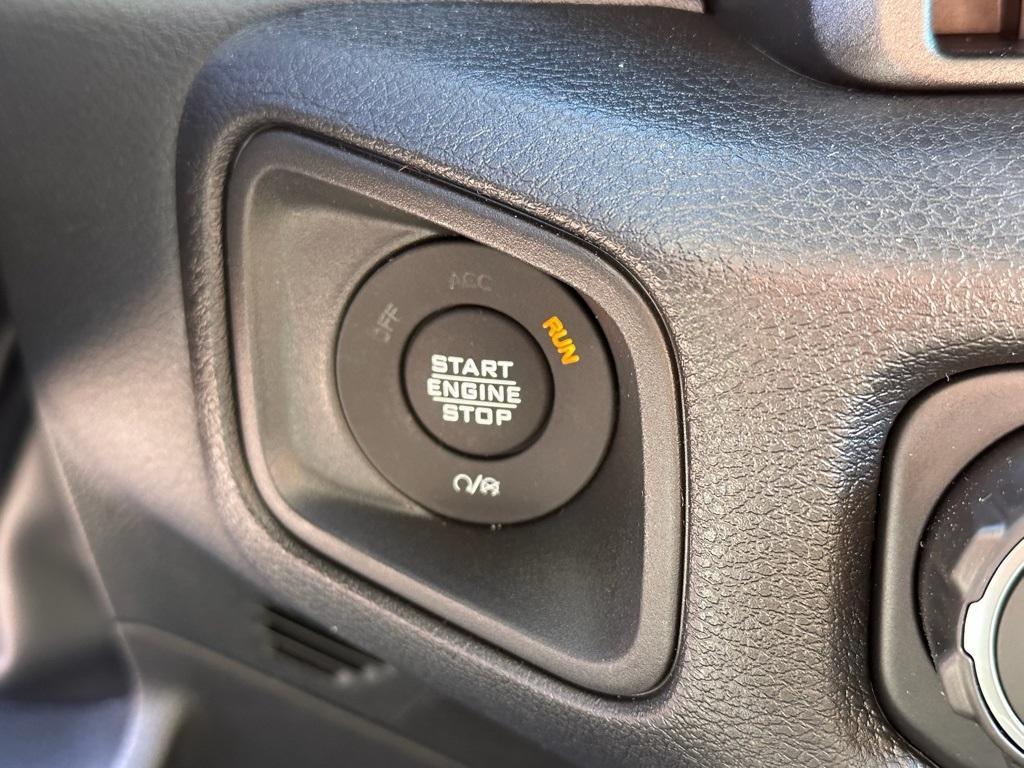 OFF
ACC
RUN
START
ENGINE
STOP